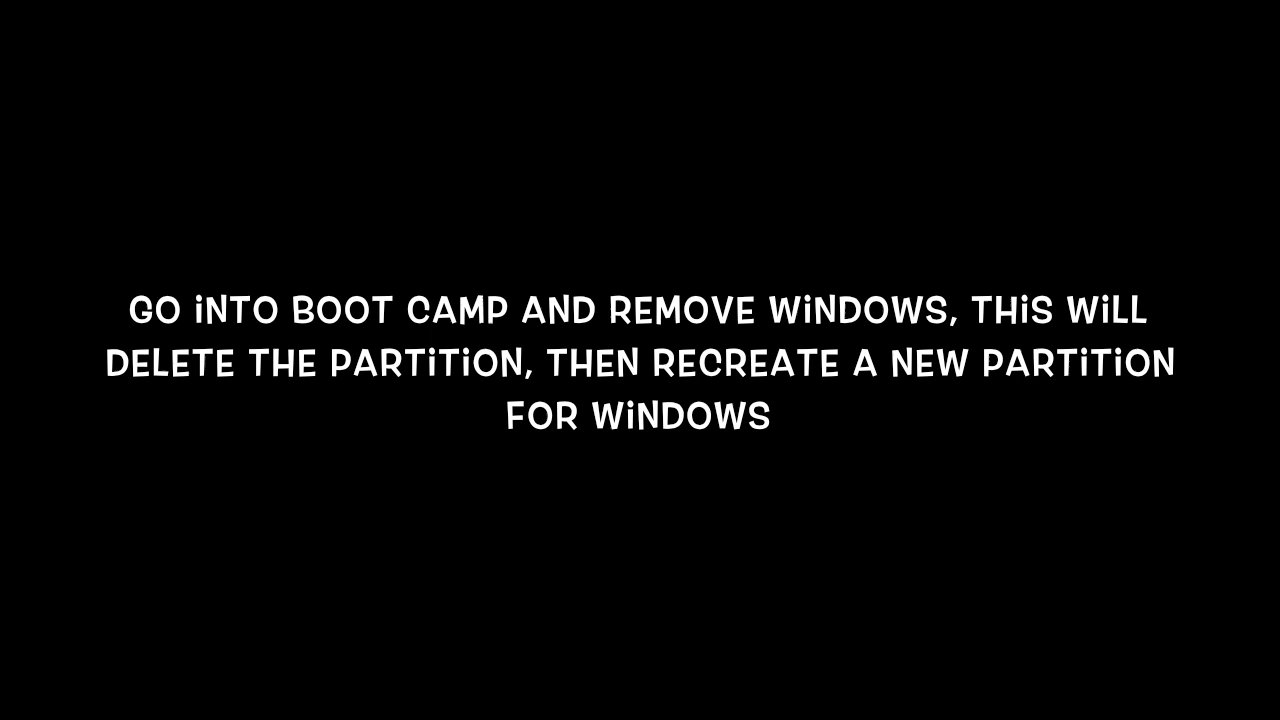 GO iNTO BOOT CAMP AND REMOVE WiNDOWS, THiS WiLL
DELETE THE PARTiTiON, THEN RECREATE A NEW PARTiTiON
FOR WiNDOWS